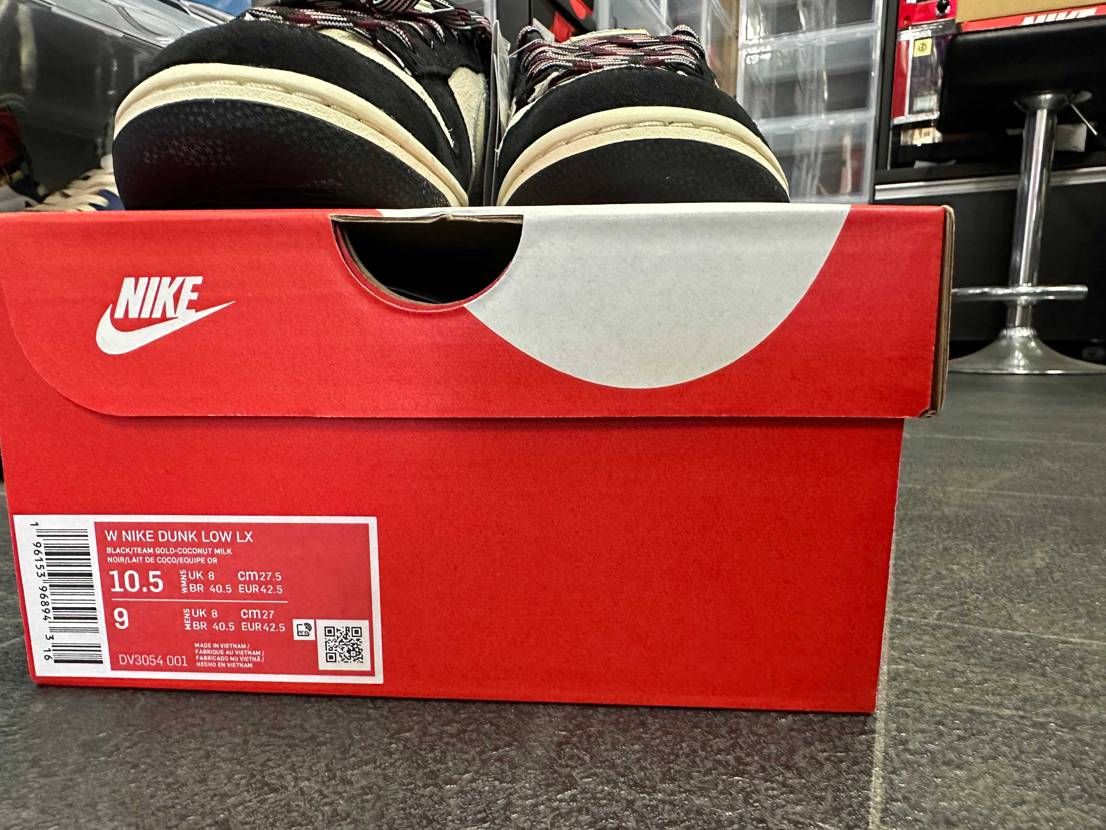 NIKE
W NIKE DUNK LOW LX
BLACK/TEAM GOLD-COCONUT MILK
NOIR/LAIT DE COCO/EQUIPE OR
10.5 WMNS UK 8 cm 27.5
BR 40.5 EUR 42.5
9 MENS UK 8 cm 27
BR 40.5 EUR 42.5
DV3054 001
MADE IN VIETNAM /
FABRIQUE AU VIETNAM /
FABRICADO NO VIETNÃ /
HECHO EN VIETNAM
1 96153 96894 3 16